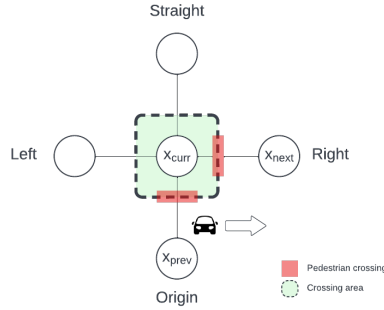 Straight
Left
Xcurr
Xnext
Right
Xprev
Origin
Pedestrian crossing
Crossing area